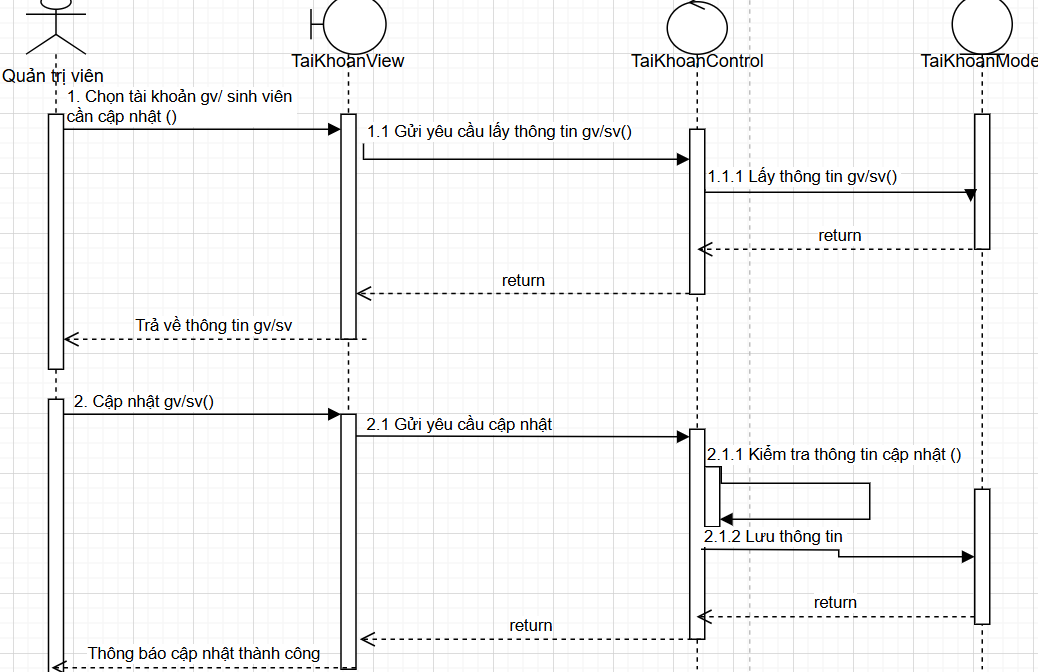 TaiKhoanView
TaiKhoanControl
TaiKhoanMode
Quản trị viên
1. Chọn tài khoản gv/ sinh viên
cần cập nhật ()
1.1 Gửi yêu cầu lấy thông tin gv/sv()
1.1.1 Lấy thông tin gv/sv()
return
return
Trả về thông tin gv/sv
2. Cập nhật gv/sv()
2.1 Gửi yêu cầu cập nhật
2.1.1 Kiểm tra thông tin cập nhật ()
2.1.2 Lưu thông tin
return
return
Thông báo cập nhật thành công